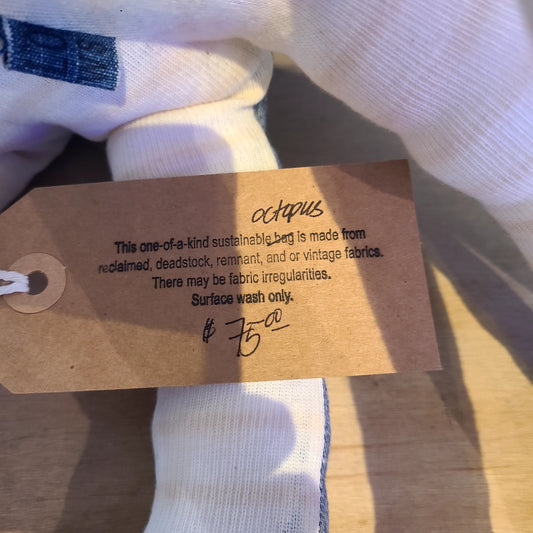 octopus
This one-of-a-kind sustainable bag is made from
reclaimed, deadstock, remnant, and or vintage fabrics.
There may be fabric irregularities.
Surface wash only.
$ 75.00